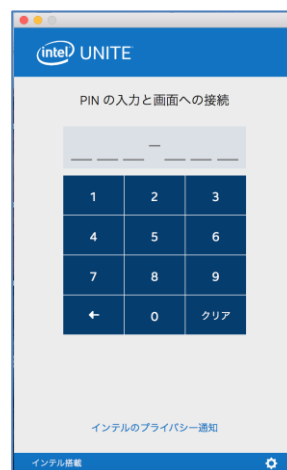 intel UNITE
PIN の入力と画面への接続
___-___
1 2 3
4 5 6
7 8 9
← 0 クリア
インテルのプライバシー通知
インテル搭載